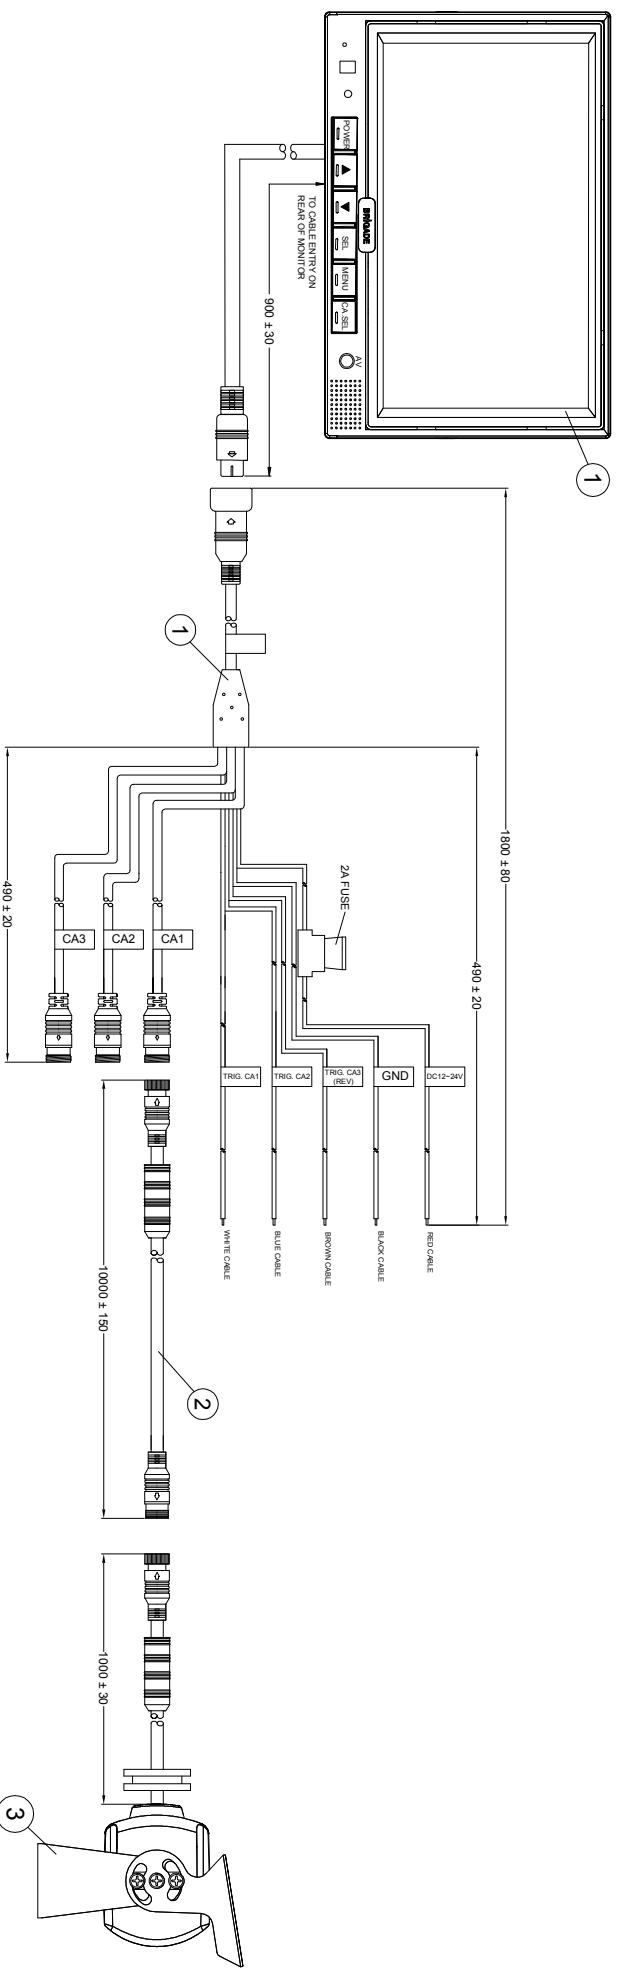 POWER
SEL
MENU
CA.SEL
AV
BRIGADE
TO CABLE ENTRY ON
REAR OF MONITOR
900 ± 30
1
1
1800 ± 80
490 ± 20
490 ± 20
2A FUSE
CA3
CA2
CA1
TRIG. CA1
TRIG. CA2
TRIG. CA3
(REV)
GND
DC12~24V
WHITE CABLE
BLUE CABLE
BROWN CABLE
BLACK CABLE
RED CABLE
10000 ± 150
2
1000 ± 30
3